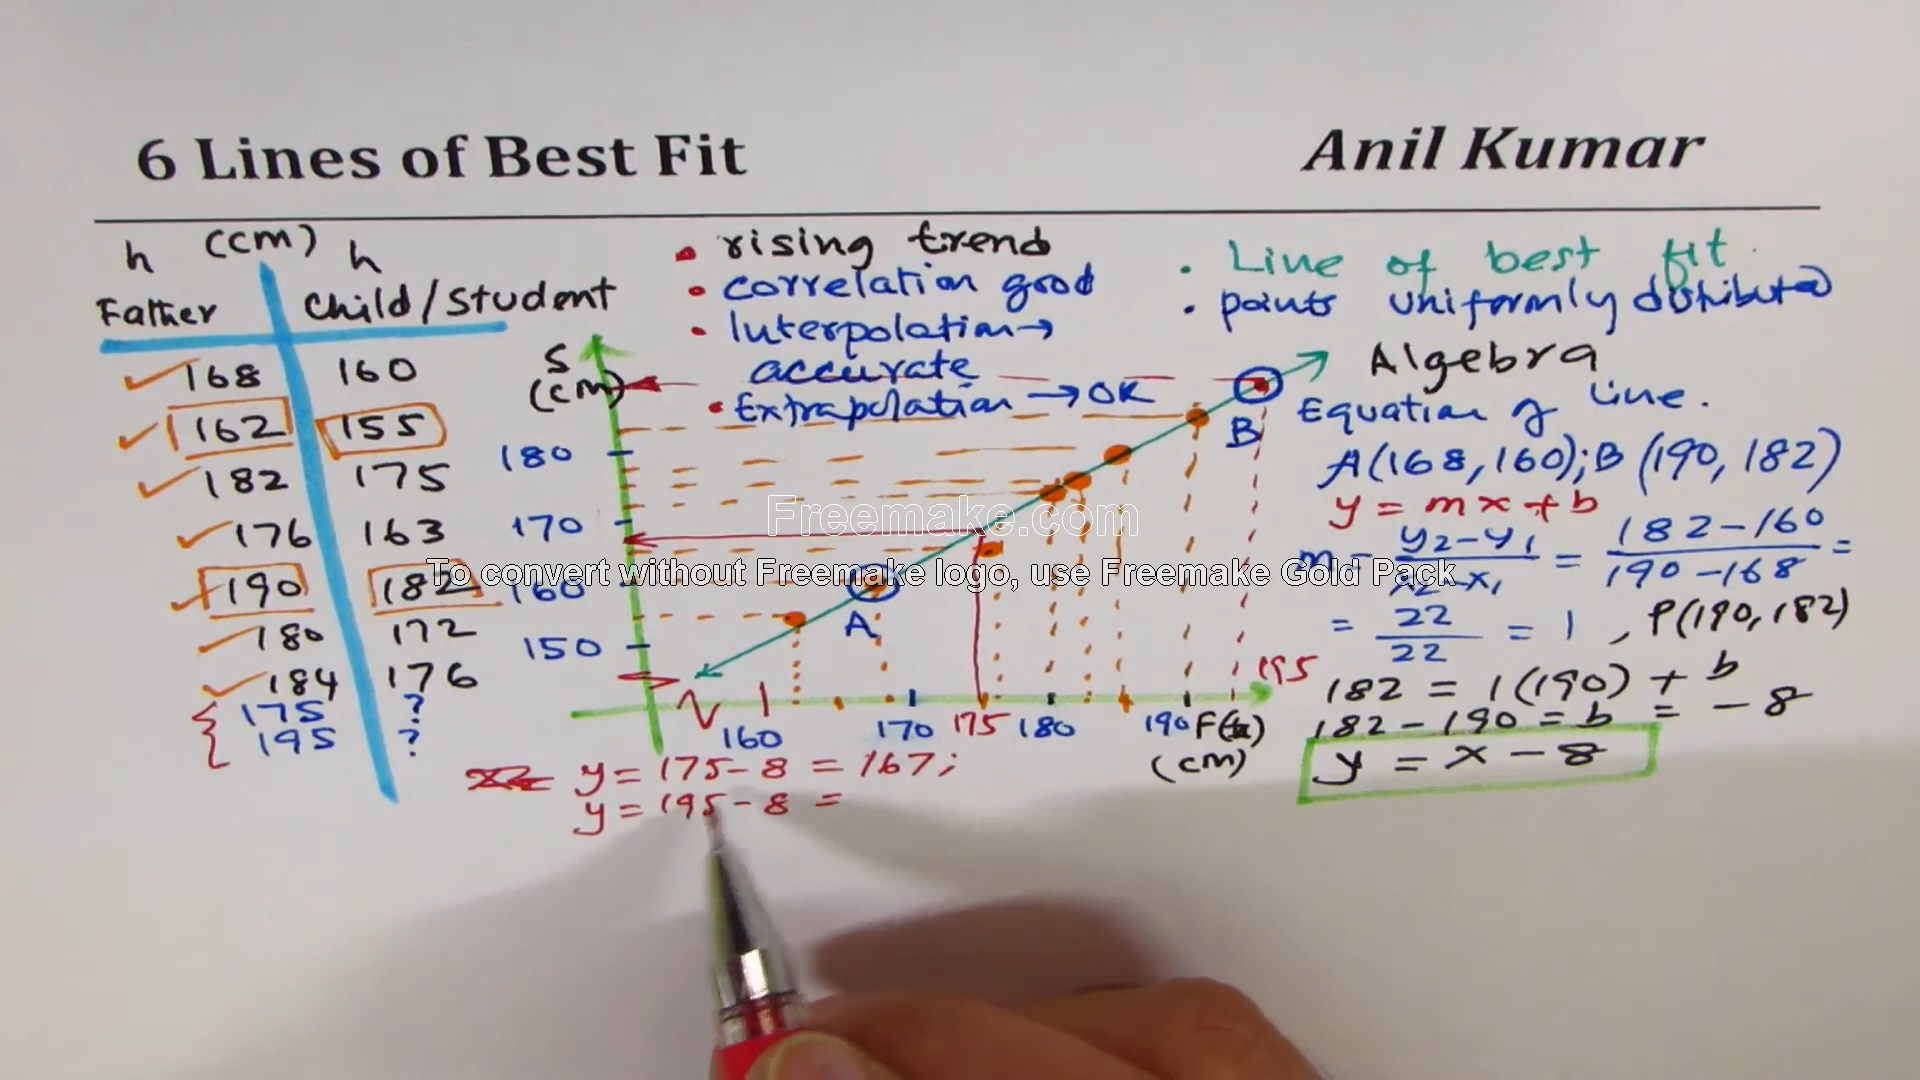 6 Lines of Best Fit
Anil Kumar
h (cm) h
Father Child/Student
168 160
162 155
182 175
176 163
190 182
180 172
184 176
175 ?
195 ?
• rising trend
• correlation good
• Interpolation →
accurate
• Extrapolation → OK
• Line of best fit.
• points uniformly distributed
S
(cm)
180
170
160
150
A
B
160 170 175 180 190 F(h)
(cm)
195
Algebra
Equation of Line.
A(168,160); B(190,182)
y = mx + b
m = y2-y1/x2-x1 = 182-160/190-168 =
= 22/22 = 1, P(190,182)
182 = 1(190) + b
182-190 = b = -8
y = x - 8
y = 175-8 = 167;
y = 195-8 =
Freemake.com
To convert without Freemake logo, use Freemake Gold Pack